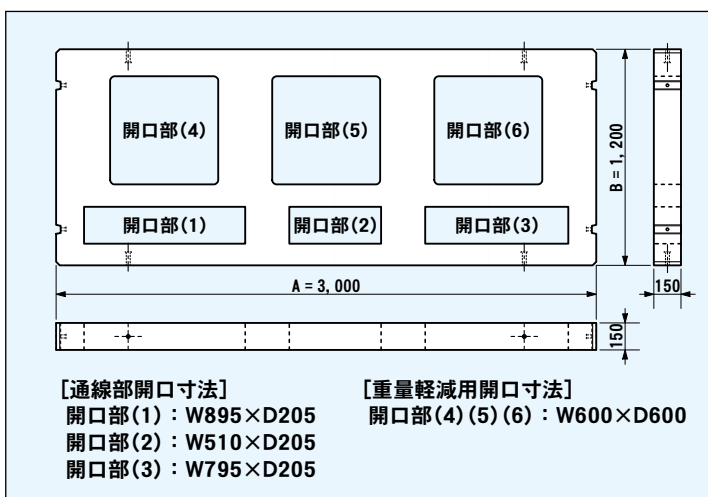 開口部(4)
開口部(5)
開口部(6)
開口部(1)
開口部(2)
開口部(3)
B=1,200
A=3,000
150
150
[通線部開口寸法]
開口部(1):W895×D205
開口部(2):W510×D205
開口部(3):W795×D205
[重量軽減用開口寸法]
開口部(4)(5)(6):W600×D600